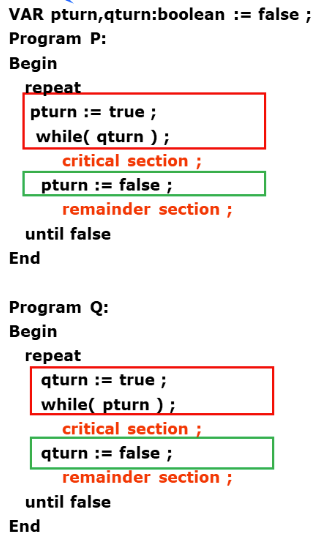 VAR pturn,qturn:boolean := false ;
Program P:
Begin
repeat
pturn := true ;
while( qturn ) ;
critical section ;
pturn := false ;
remainder section ;
until false
End
Program Q:
Begin
repeat
qturn := true ;
while( pturn ) ;
critical section ;
qturn := false ;
remainder section ;
until false
End